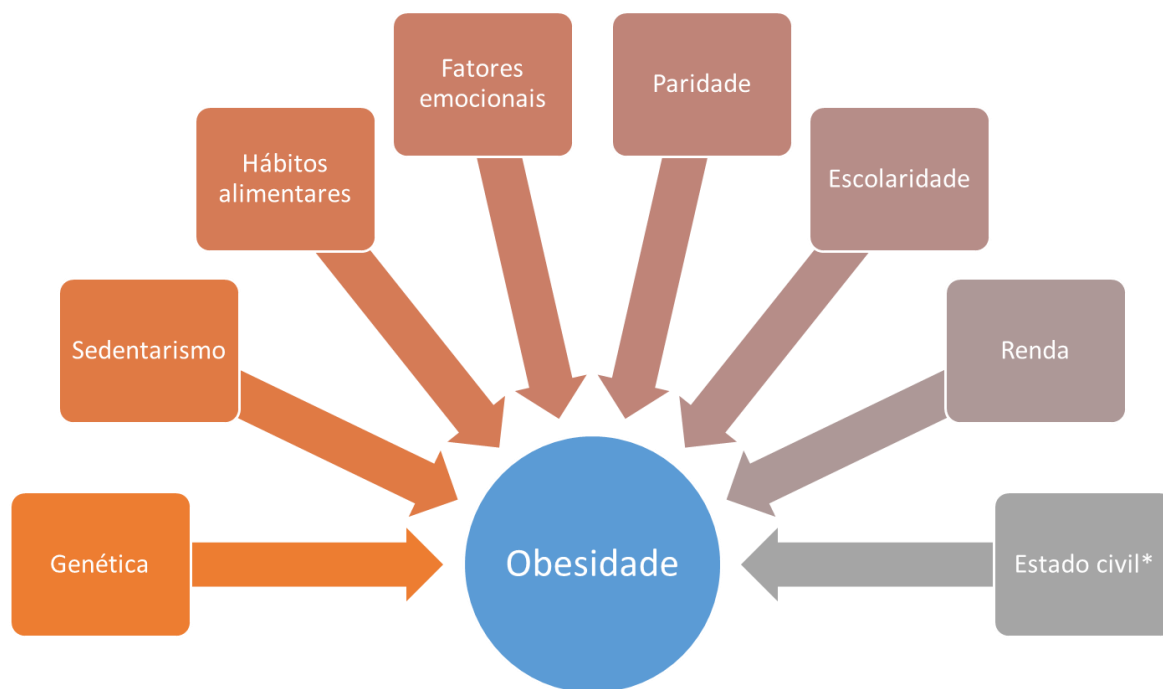 Fatores
emocionais
Paridade
Hábitos
alimentares
Escolaridade
Sedentarismo
Renda
Genética
Obesidade
Estado civil*